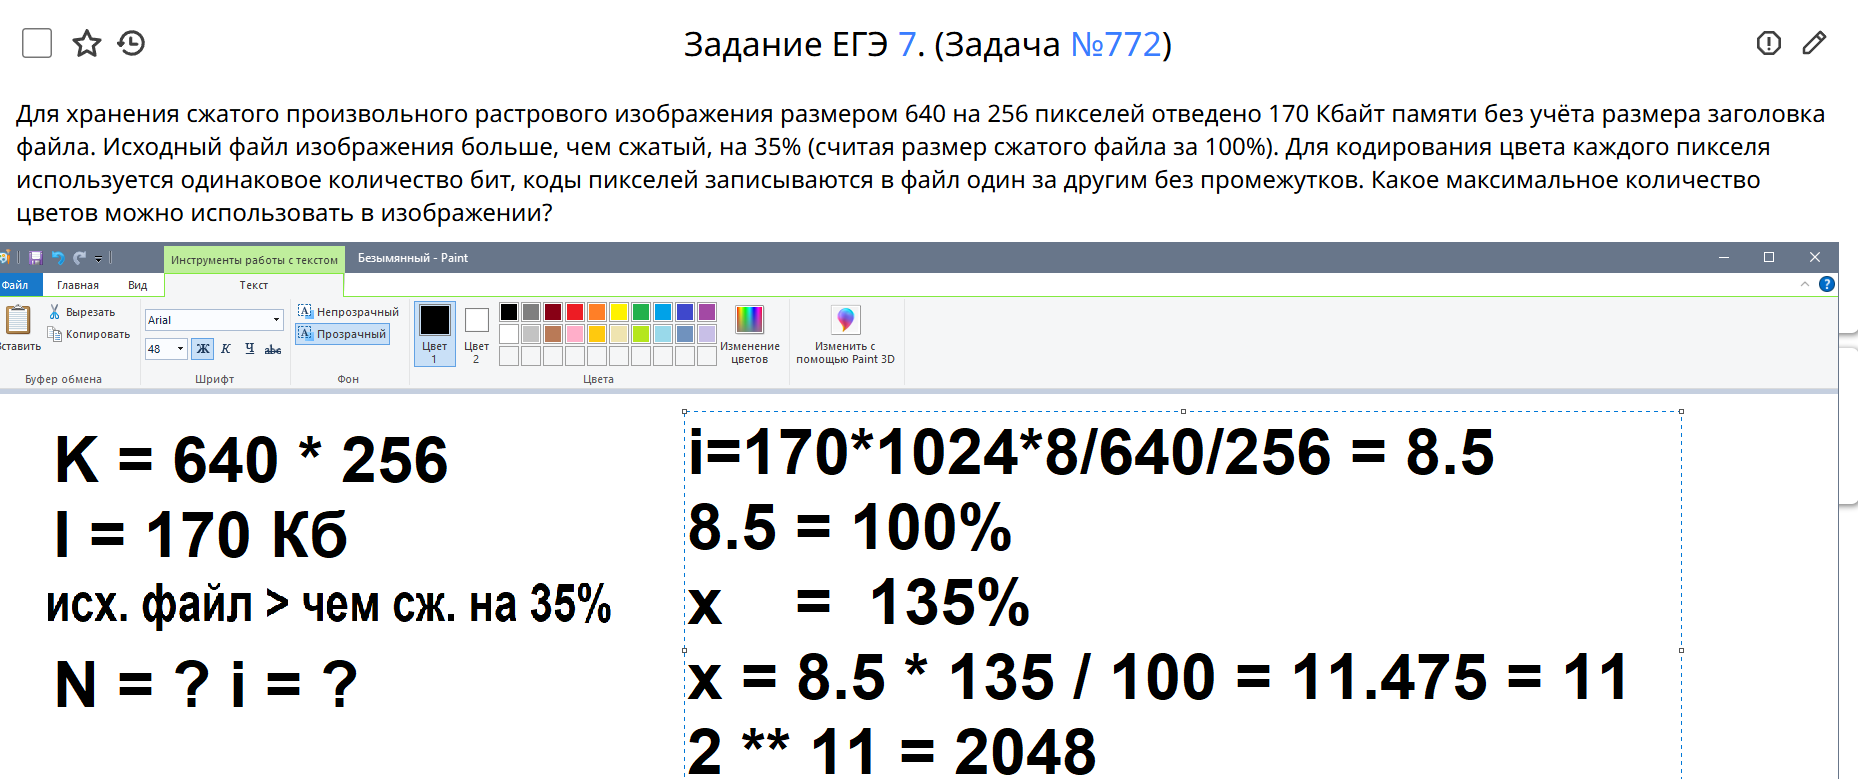 Задание ЕГЭ 7. (Задача №772)
Для хранения сжатого произвольного растрового изображения размером 640 на 256 пикселей отведено 170 Кбайт памяти без учёта размера заголовка
файла. Исходный файл изображения больше, чем сжатый, на 35% (считая размер сжатого файла за 100%). Для кодирования цвета каждого пикселя
используется одинаковое количество бит, коды пикселей записываются в файл один за другим без промежутков. Какое максимальное количество
цветов можно использовать в изображении?
Инструменты работы с текстом
Безымянный - Paint
Файл
Главная
Вид
Текст
ставить
Вырезать
Копировать
Буфер обмена
Arial
48
Ж К Ч abc
Шрифт
Непрозрачный
Прозрачный
Фон
Цвет
1
Цвет
2
Цвета
Изменение
цветов
Изменить с
помощью Paint 3D
K = 640 * 256
I = 170 Кб
исх. файл > чем сж. на 35%
N = ? i = ?
i=170*1024*8/640/256 = 8.5
8.5 = 100%
x = 135%
x = 8.5 * 135 / 100 = 11.475 = 11
2 ** 11 = 2048